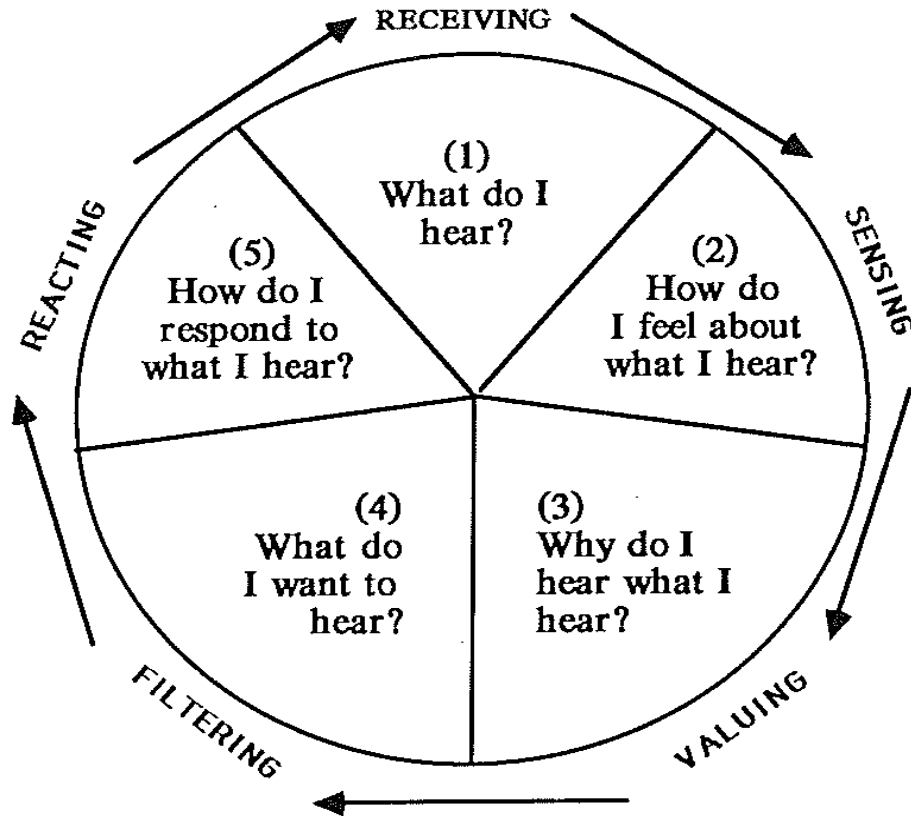 RECEIVING
(1)
What do I
hear?
SENSING
(2)
How do
I feel about
what I hear?
VALUING
(3)
Why do I
hear what I
hear?
FILTERING
(4)
What do
I want to
hear?
REACTING
(5)
How do I
respond to
what I hear?